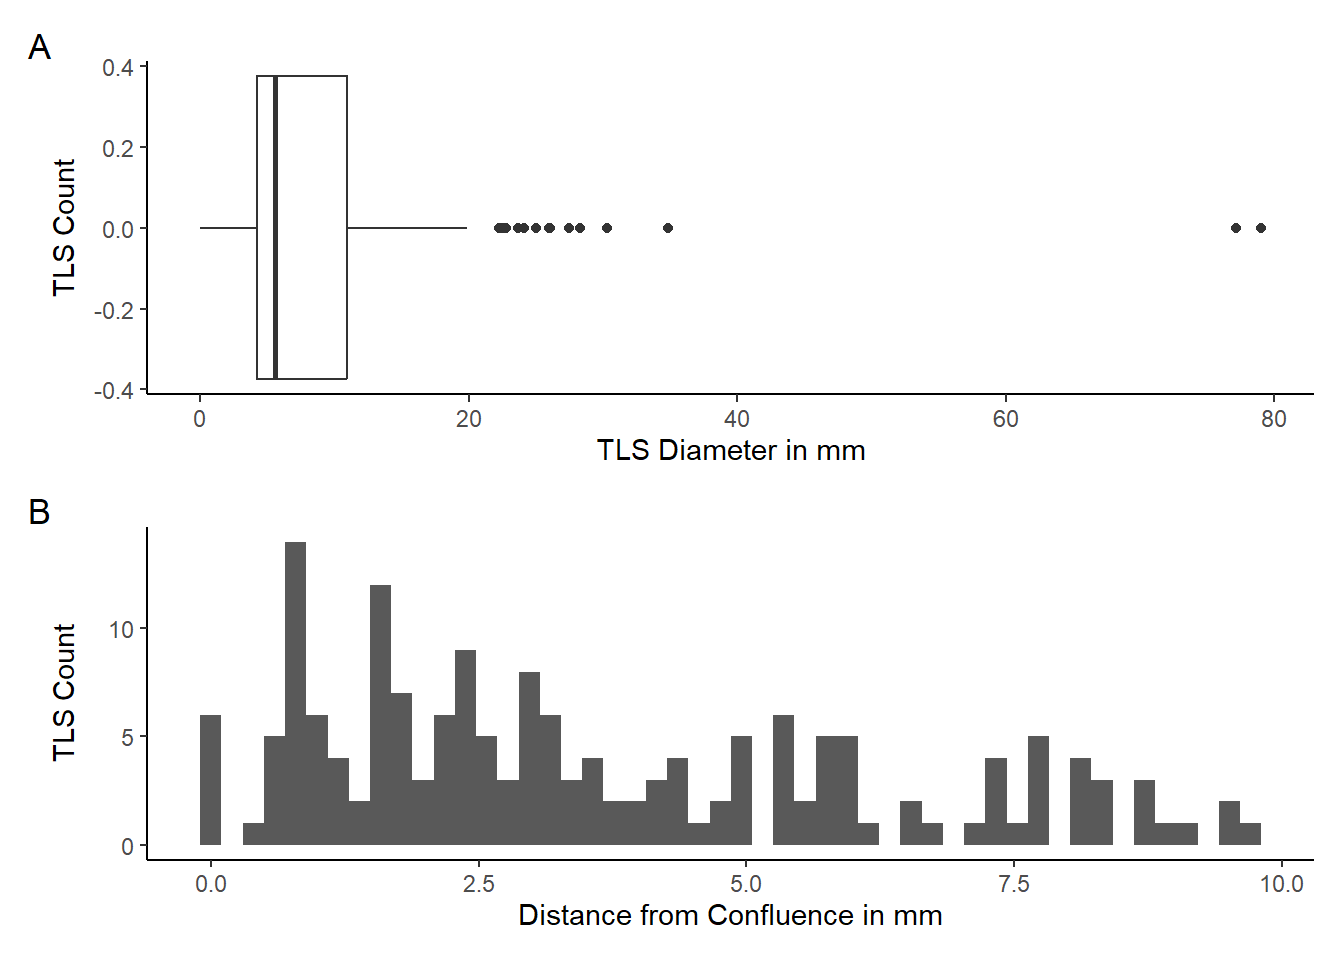 A
TLS Count
0.4
0.2
0.0
-0.2
-0.4
0 20 40 60 80
TLS Diameter in mm
B
TLS Count
10
5
0
0.0 2.5 5.0 7.5 10.0
Distance from Confluence in mm